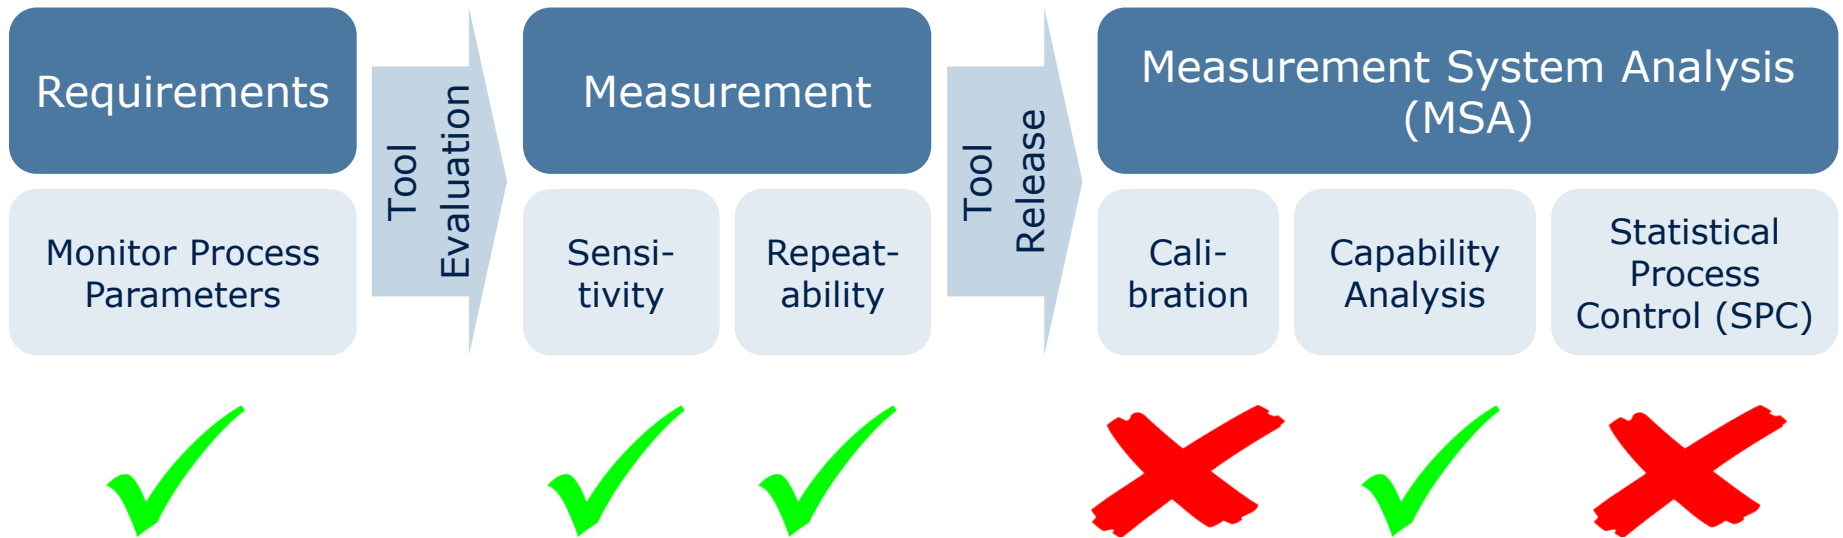 Requirements
Monitor Process
Parameters
Tool
Evaluation
Measurement
Sensi-
tivity
Repeat-
ability
Tool
Release
Measurement System Analysis
(MSA)
Cali-
bration
Capability
Analysis
Statistical
Process
Control (SPC)